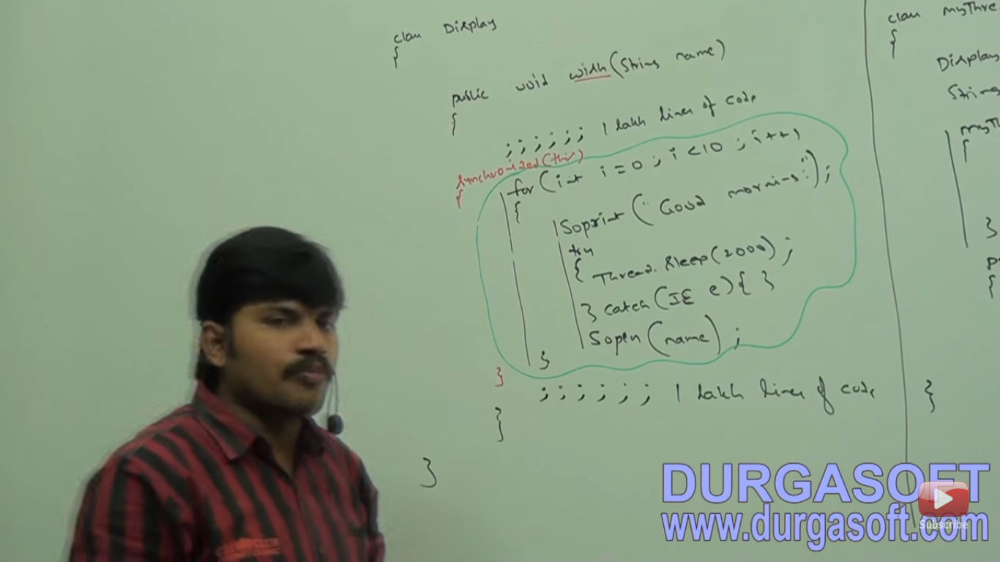 class Display
{
public void wish(String name)
{
;;;;;; 1 lakh lines of code
synchronized(this)
{
for(int i=0; i<10; i++)
{
Soprint("Good morning:");
try
{
Thread.sleep(2000);
} catch(IE e){ }
Sopln(name);
}
}
;;;;;; 1 lakh lines of code
}
}
class myThre
{
Display
String
myTh
{
}
P
{
}
DURGASOFT
www.durgasoft.com
Subscribe